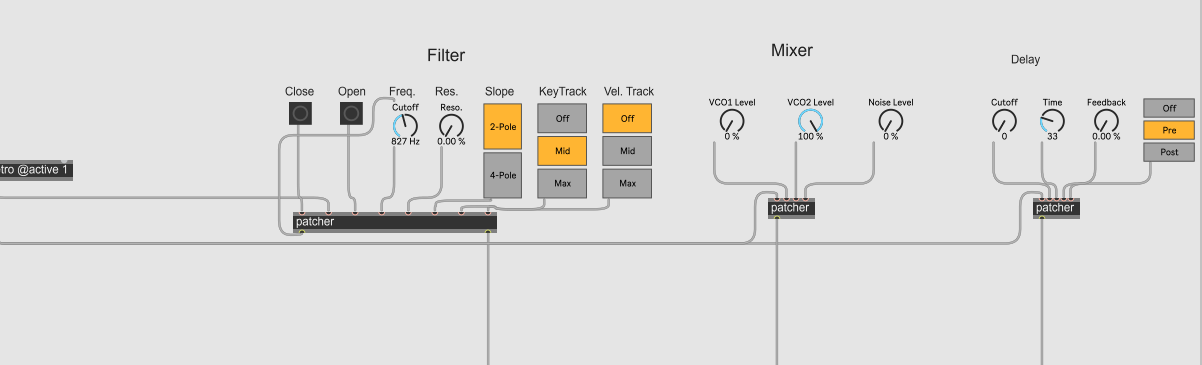 Filter
Mixer
Delay
Close
Open
Freq.
Res.
Slope
KeyTrack
Vel. Track
Cutoff
827 Hz
Reso.
0.00 %
2-Pole
4-Pole
Off
Mid
Max
Off
Mid
Max
VCO1 Level
0 %
VCO2 Level
100 %
Noise Level
0 %
Cutoff
0
Time
33
Feedback
0.00 %
Off
Pre
Post
tro @active 1
patcher
patcher
patcher